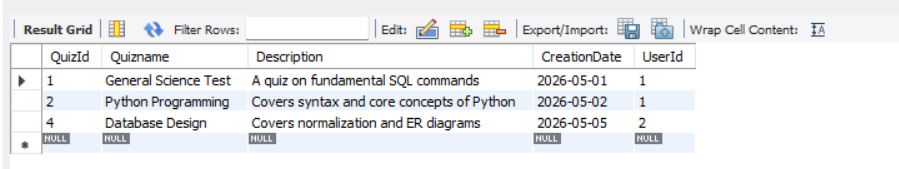 Result Grid Filter Rows: Edit: Export/Import: Wrap Cell Content: IA
QuizId Quizname Description CreationDate UserId
1 General Science Test A quiz on fundamental SQL commands 2026-05-01 1
2 Python Programming Covers syntax and core concepts of Python 2026-05-02 1
4 Database Design Covers normalization and ER diagrams 2026-05-05 2
NULL NULL NULL NULL NULL